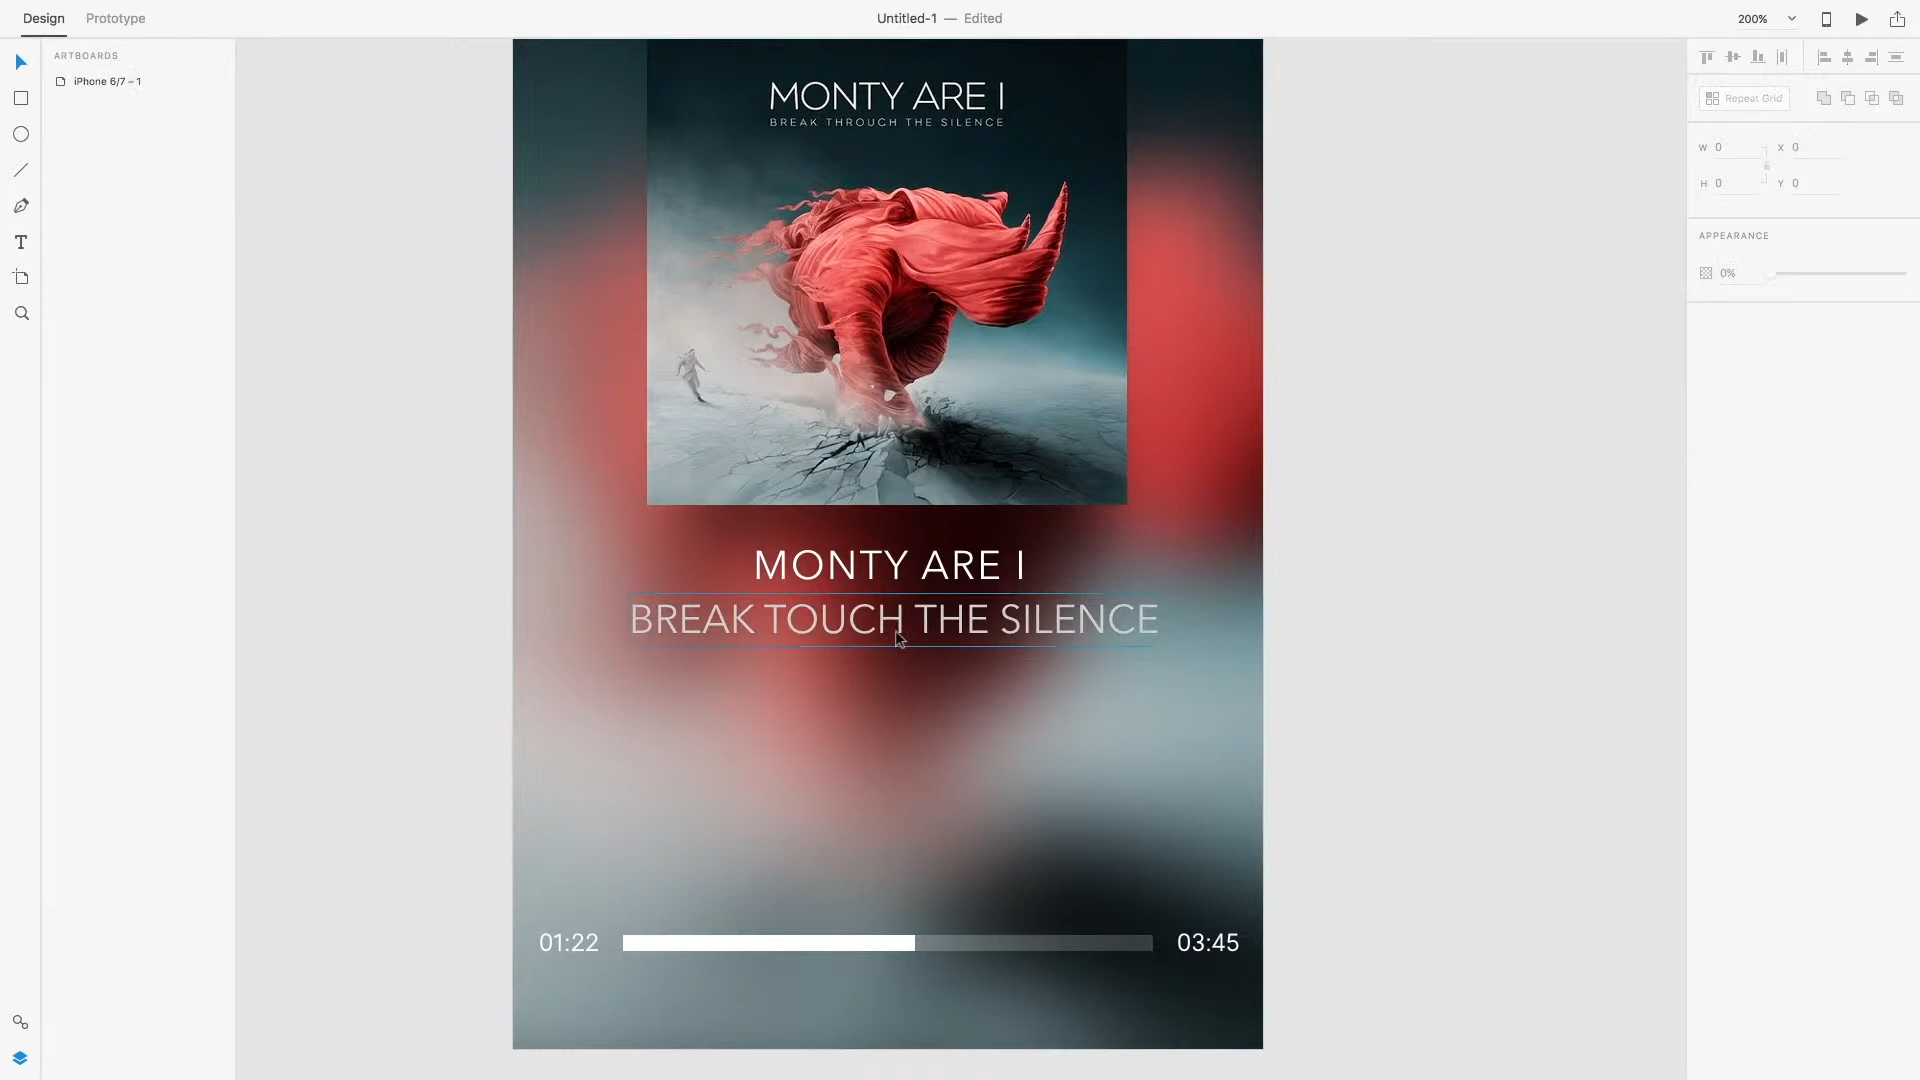 Design Prototype Untitled-1 — Edited 200%
ARTBOARDS
iPhone 6/7 – 1
Repeat Grid
W 0 X 0
H 0 Y 0
APPEARANCE
0%
MONTY ARE I
BREAK THROUGH THE SILENCE
MONTY ARE I
BREAK TOUCH THE SILENCE
01:22 03:45